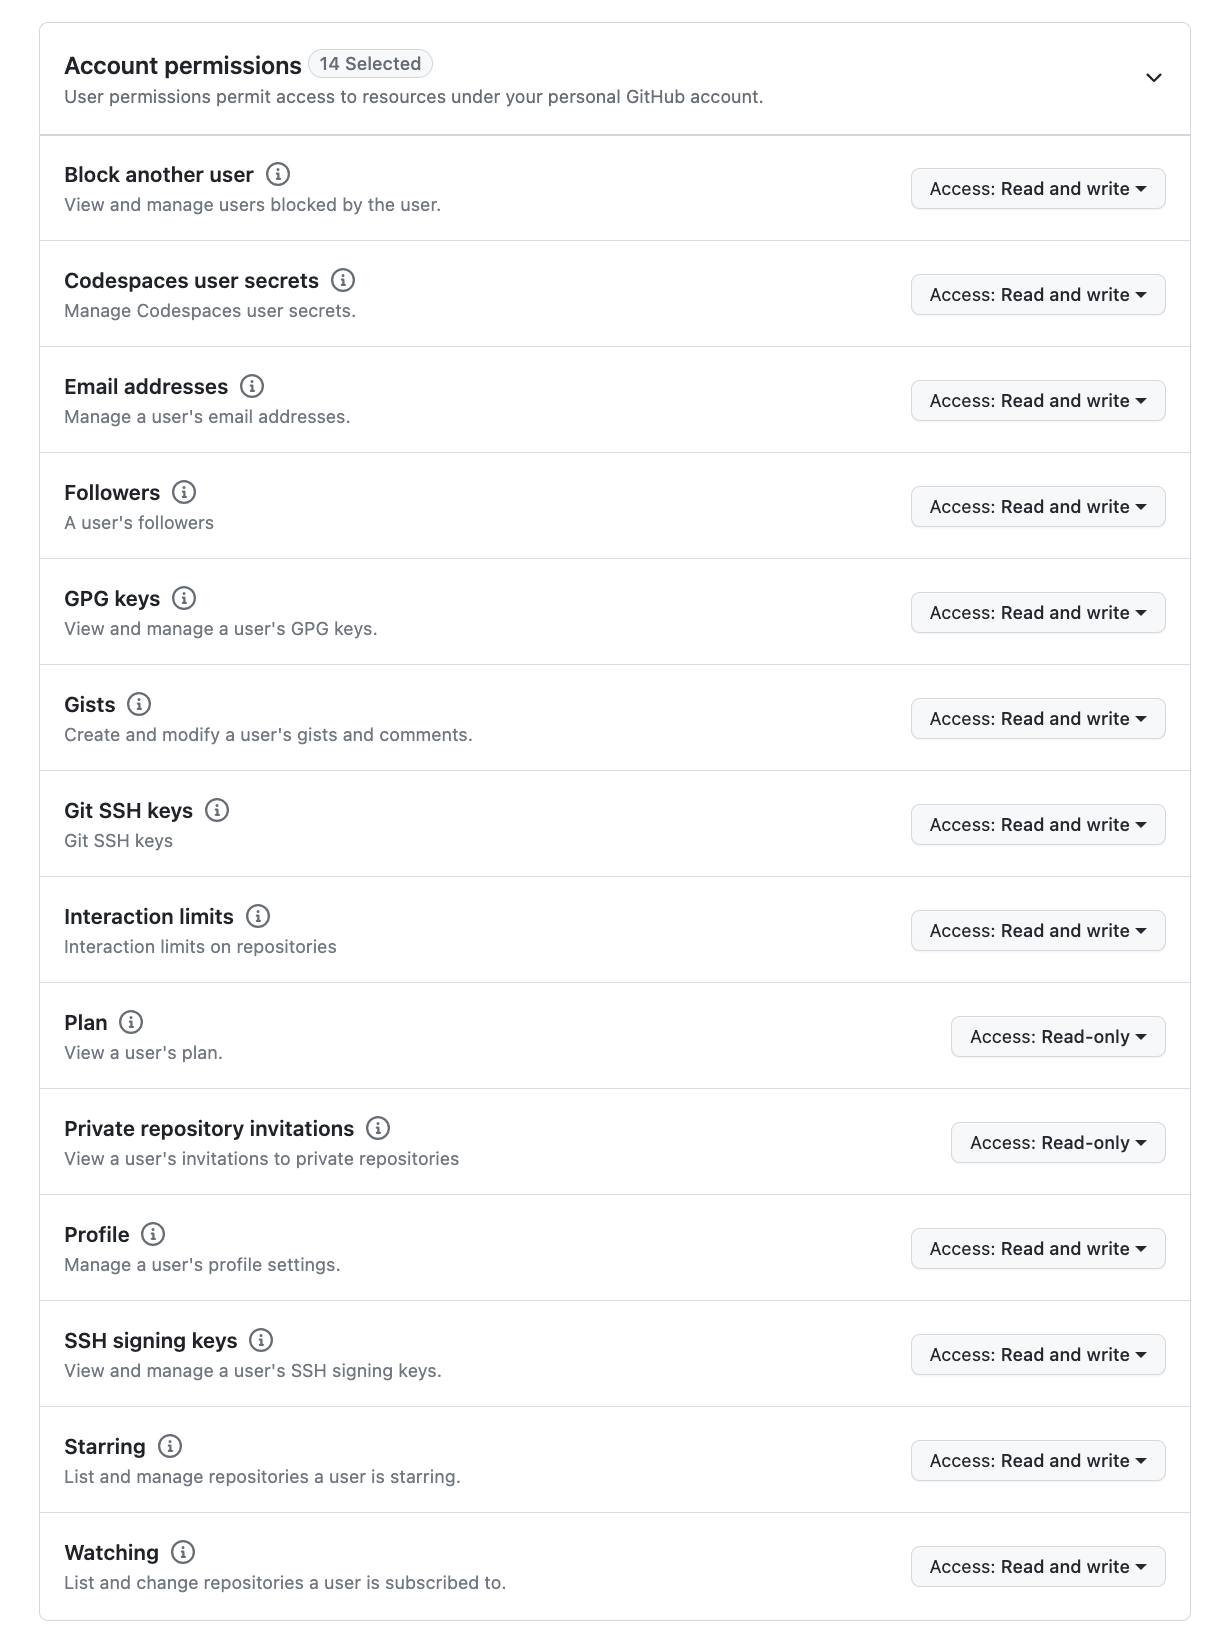 Account permissions 14 Selected
User permissions permit access to resources under your personal GitHub account.
Block another user
View and manage users blocked by the user.
Access: Read and write
Codespaces user secrets
Manage Codespaces user secrets.
Access: Read and write
Email addresses
Manage a user's email addresses.
Access: Read and write
Followers
A user's followers
Access: Read and write
GPG keys
View and manage a user's GPG keys.
Access: Read and write
Gists
Create and modify a user's gists and comments.
Access: Read and write
Git SSH keys
Git SSH keys
Access: Read and write
Interaction limits
Interaction limits on repositories
Access: Read and write
Plan
View a user's plan.
Access: Read-only
Private repository invitations
View a user's invitations to private repositories
Access: Read-only
Profile
Manage a user's profile settings.
Access: Read and write
SSH signing keys
View and manage a user's SSH signing keys.
Access: Read and write
Starring
List and manage repositories a user is starring.
Access: Read and write
Watching
List and change repositories a user is subscribed to.
Access: Read and write